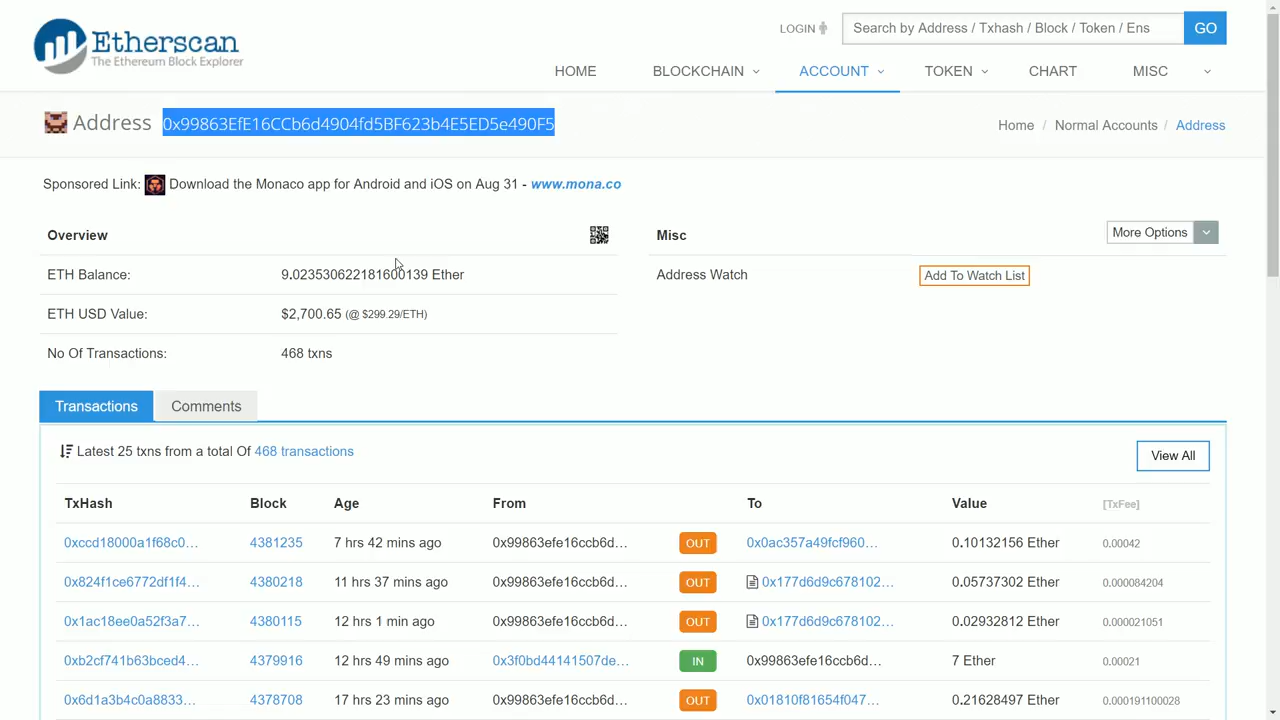 Etherscan
The Ethereum Block Explorer
LOGIN
Search by Address / Txhash / Block / Token / Ens
GO
HOME BLOCKCHAIN ACCOUNT TOKEN CHART MISC
Address 0x99863EfE16CCb6d4904fd5BF623b4E5ED5e490F5
Home / Normal Accounts / Address
Sponsored Link: Download the Monaco app for Android and iOS on Aug 31 - www.mona.co
Overview
ETH Balance: 9.023530622181600139 Ether
ETH USD Value: $2,700.65 (@ $299.29/ETH)
No Of Transactions: 468 txns
Misc
More Options
Address Watch Add To Watch List
Transactions Comments
Latest 25 txns from a total Of 468 transactions
View All
TxHash Block Age From To Value [TxFee]
0xccd18000a1f68c0... 4381235 7 hrs 42 mins ago 0x99863efe16ccb6d... OUT 0x0ac357a49fcf960... 0.10132156 Ether 0.00042
0x824f1ce6772df1f4... 4380218 11 hrs 37 mins ago 0x99863efe16ccb6d... OUT 0x177d6d9c678102... 0.05737302 Ether 0.000084204
0x1ac18ee0a52f3a7... 4380115 12 hrs 1 min ago 0x99863efe16ccb6d... OUT 0x177d6d9c678102... 0.02932812 Ether 0.000021051
0xb2cf741b63bced4... 4379916 12 hrs 49 mins ago 0x3f0bd44141507de... IN 0x99863efe16ccb6d... 7 Ether 0.00021
0x6d1a3b4c0a8833... 4378708 17 hrs 23 mins ago 0x99863efe16ccb6d... OUT 0x01810f81654f047... 0.21628497 Ether 0.000191100028